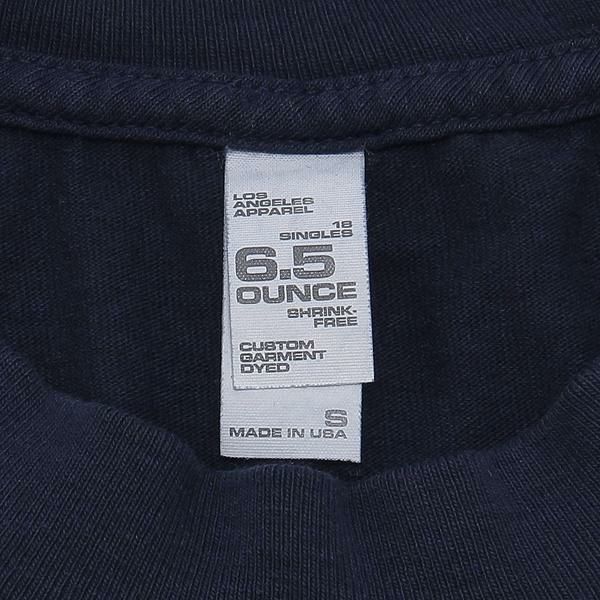 LOS
ANGELES
APPAREL
18
SINGLES
6.5
OUNCE
SHRINK-
FREE
CUSTOM
GARMENT
DYED
S
MADE IN USA